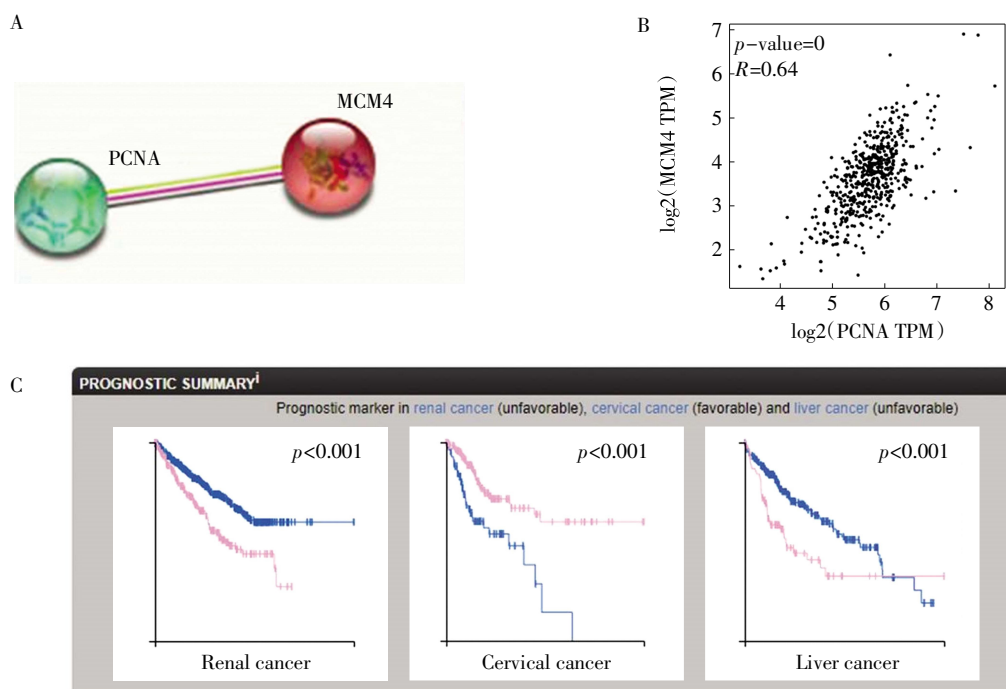 A
PCNA
MCM4
B
p-value=0
R=0.64
7
6
5
4
3
2
log2(MCM4 TPM)
4 5 6 7 8
log2(PCNA TPM)
C
PROGNOSTIC SUMMARYi
Prognostic marker in renal cancer (unfavorable), cervical cancer (favorable) and liver cancer (unfavorable)
p<0.001
p<0.001
p<0.001
Renal cancer
Cervical cancer
Liver cancer